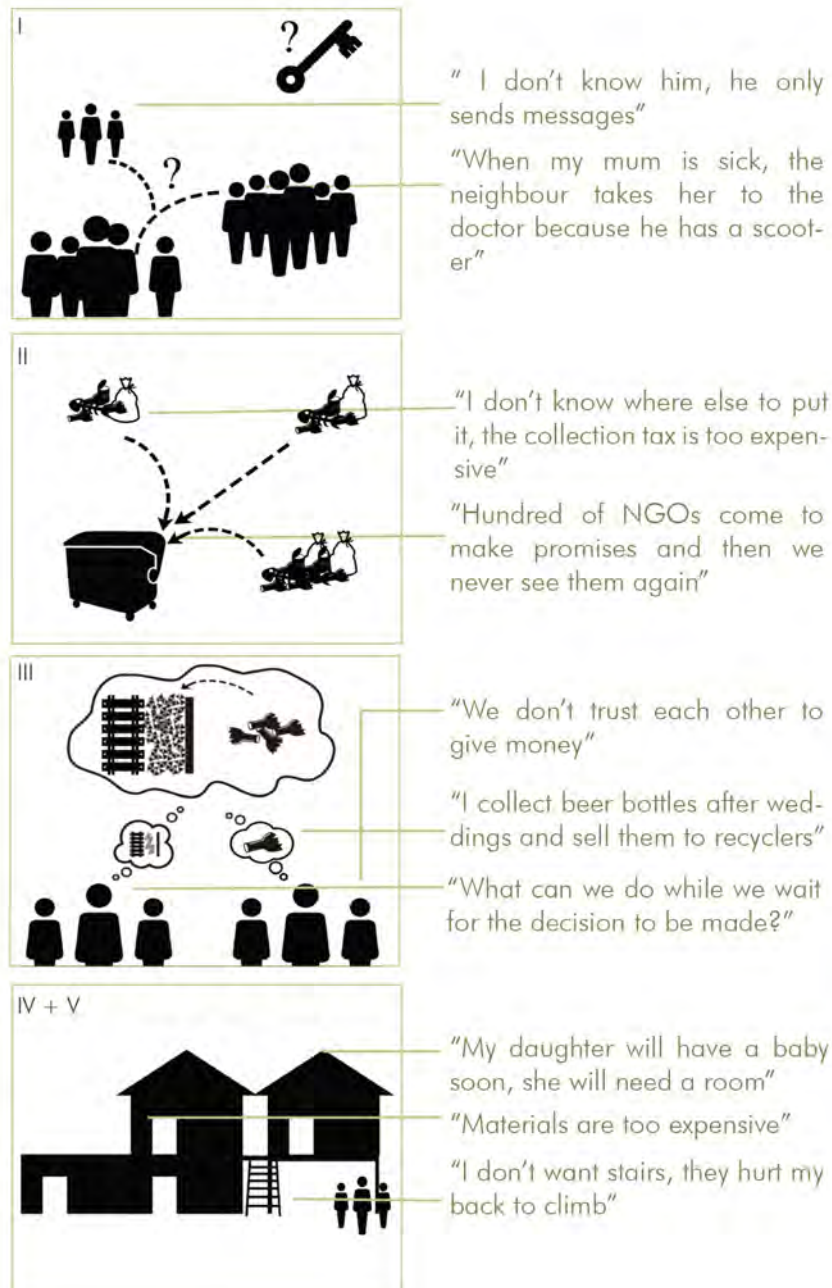 I
?
?
" I don't know him, he only
sends messages"
"When my mum is sick, the
neighbour takes her to the
doctor because he has a scoot-
er"
II
"I don't know where else to put
it, the collection tax is too expen-
sive"
"Hundred of NGOs come to
make promises and then we
never see them again"
III
"We don't trust each other to
give money"
"I collect beer bottles after wed-
dings and sell them to recyclers"
"What can we do while we wait
for the decision to be made?"
IV + V
"My daughter will have a baby
soon, she will need a room"
"Materials are too expensive"
"I don't want stairs, they hurt my
back to climb"